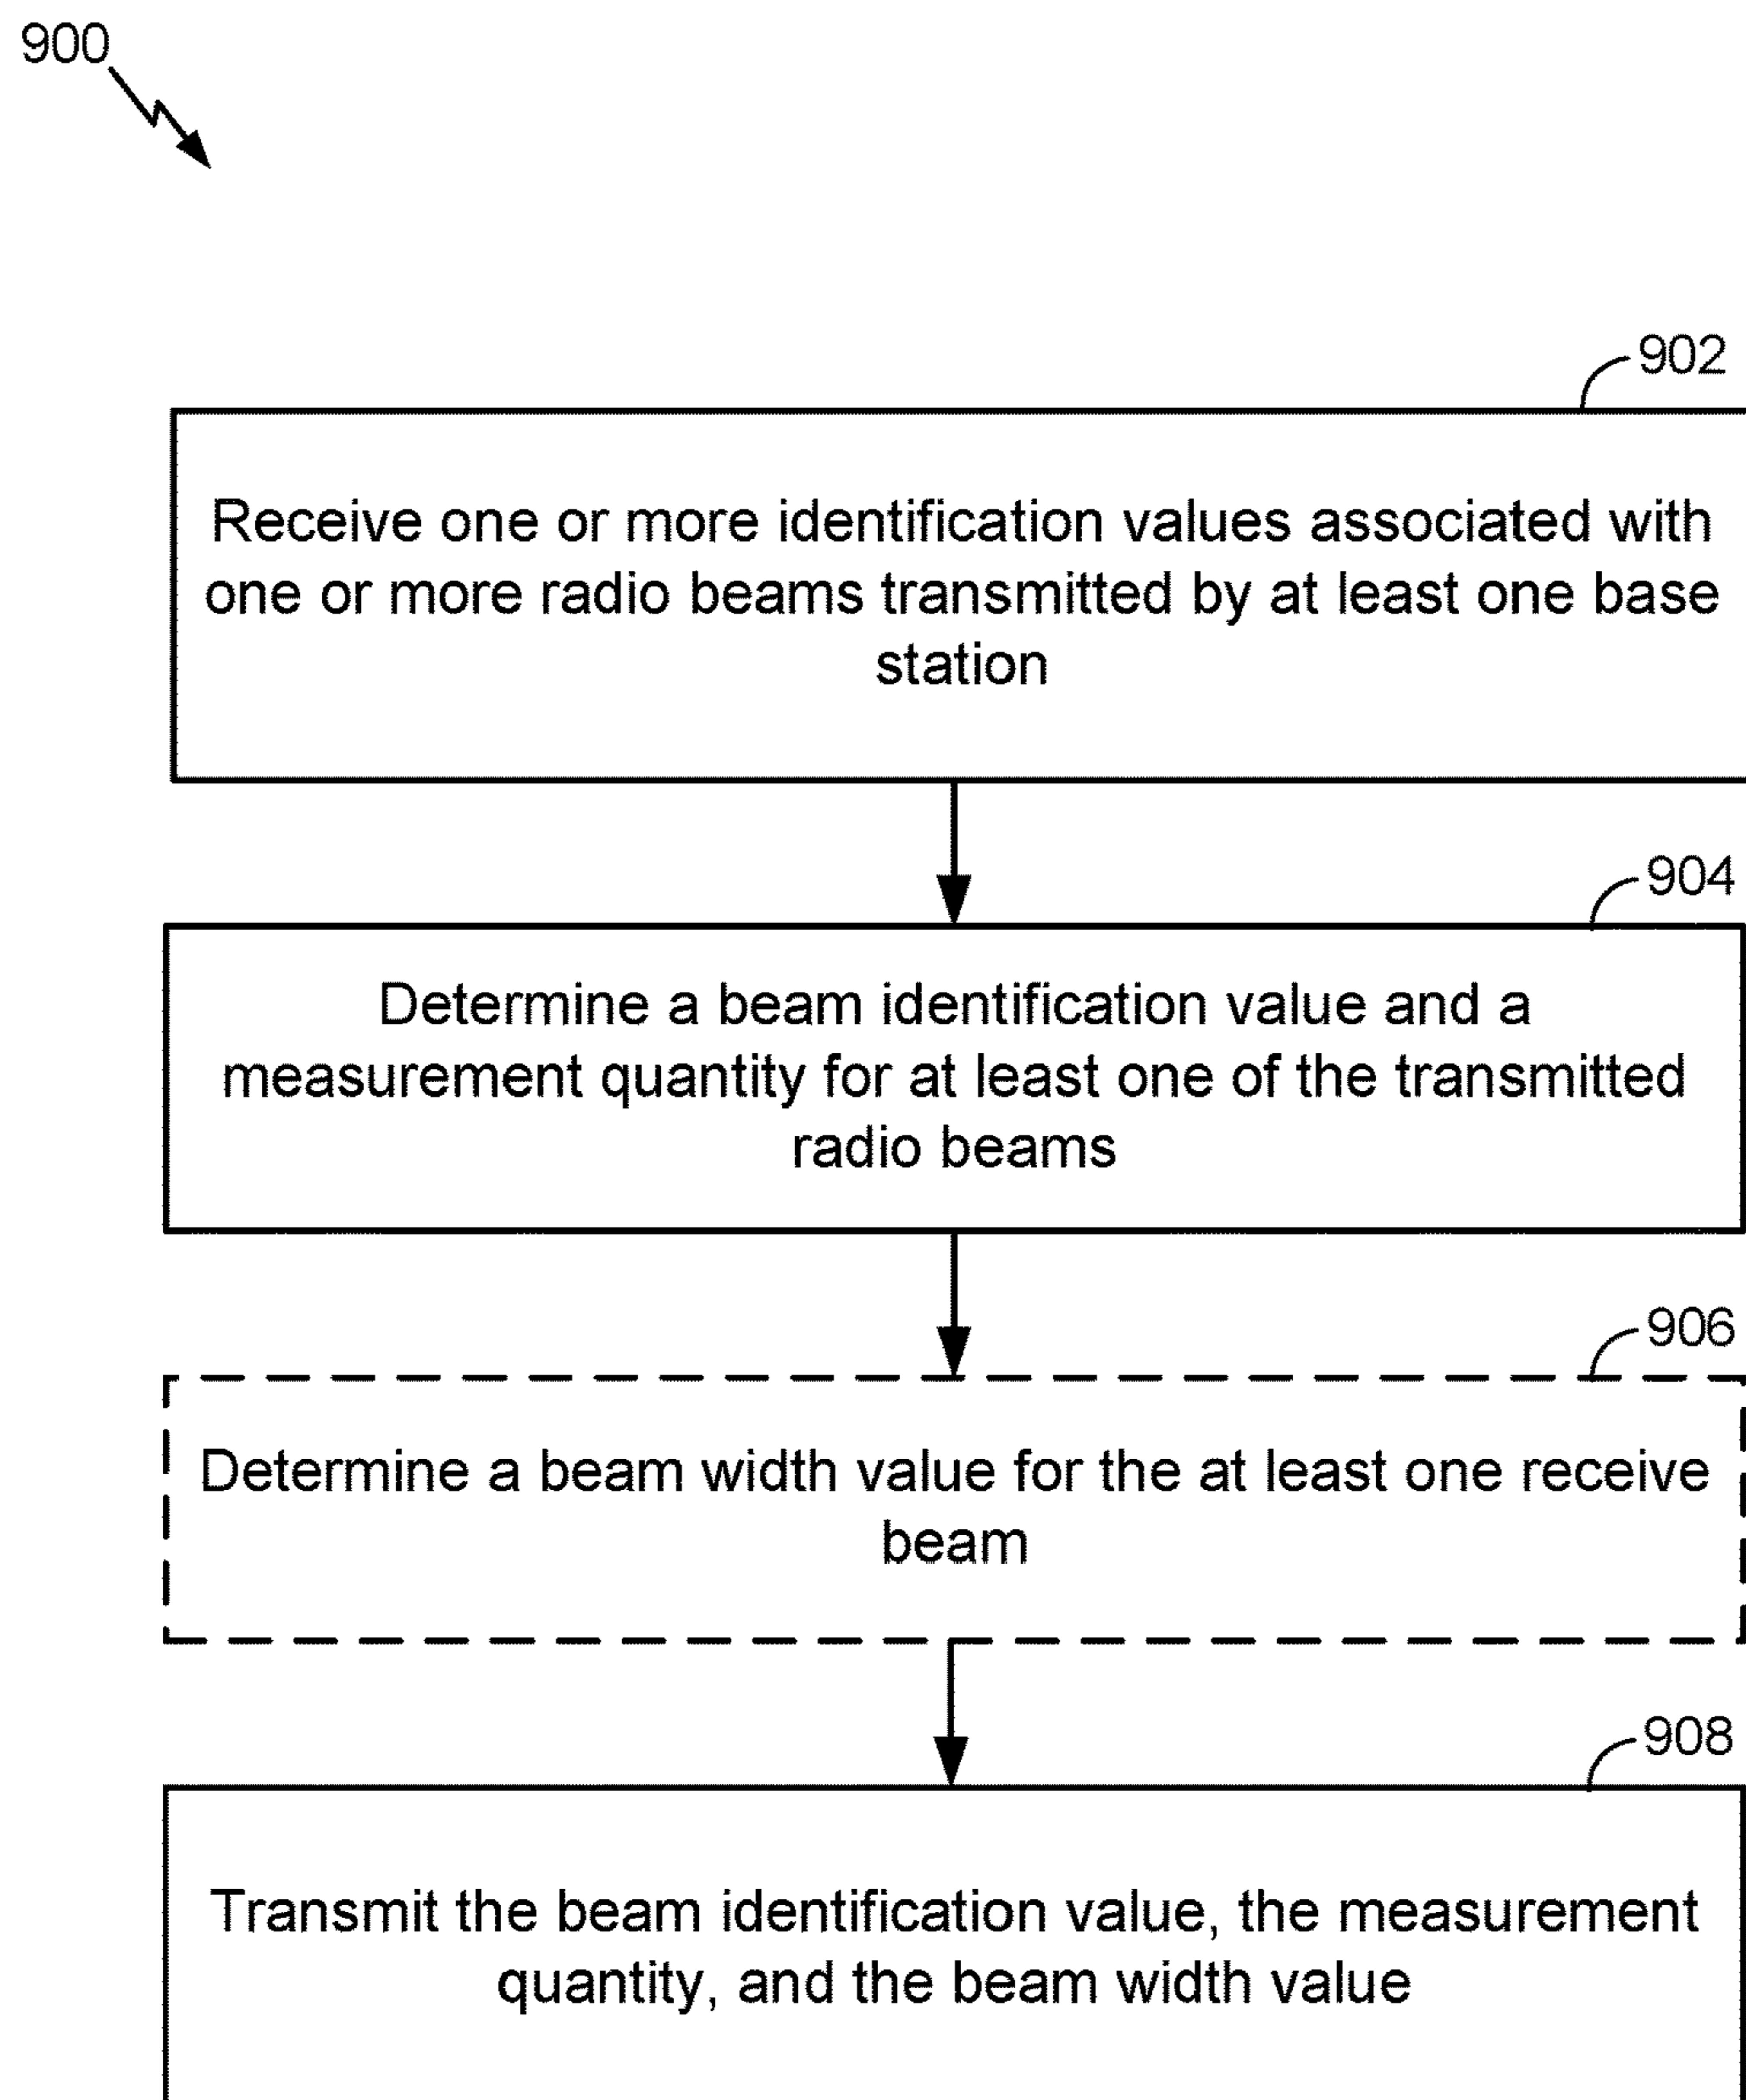 900
902
Receive one or more identification values associated with
one or more radio beams transmitted by at least one base
station
904
Determine a beam identification value and a
measurement quantity for at least one of the transmitted
radio beams
906
Determine a beam width value for the at least one receive
beam
908
Transmit the beam identification value, the measurement
quantity, and the beam width value